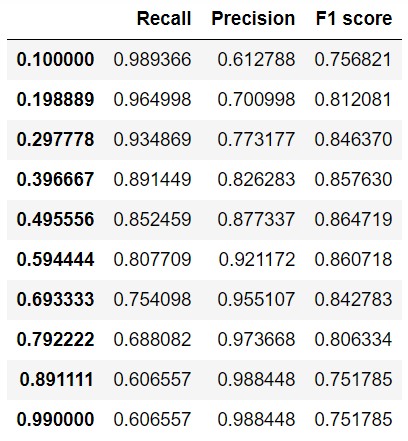 Recall Precision F1 score
0.100000 0.989366 0.612788 0.756821
0.198889 0.964998 0.700998 0.812081
0.297778 0.934869 0.773177 0.846370
0.396667 0.891449 0.826283 0.857630
0.495556 0.852459 0.877337 0.864719
0.594444 0.807709 0.921172 0.860718
0.693333 0.754098 0.955107 0.842783
0.792222 0.688082 0.973668 0.806334
0.891111 0.606557 0.988448 0.751785
0.990000 0.606557 0.988448 0.751785